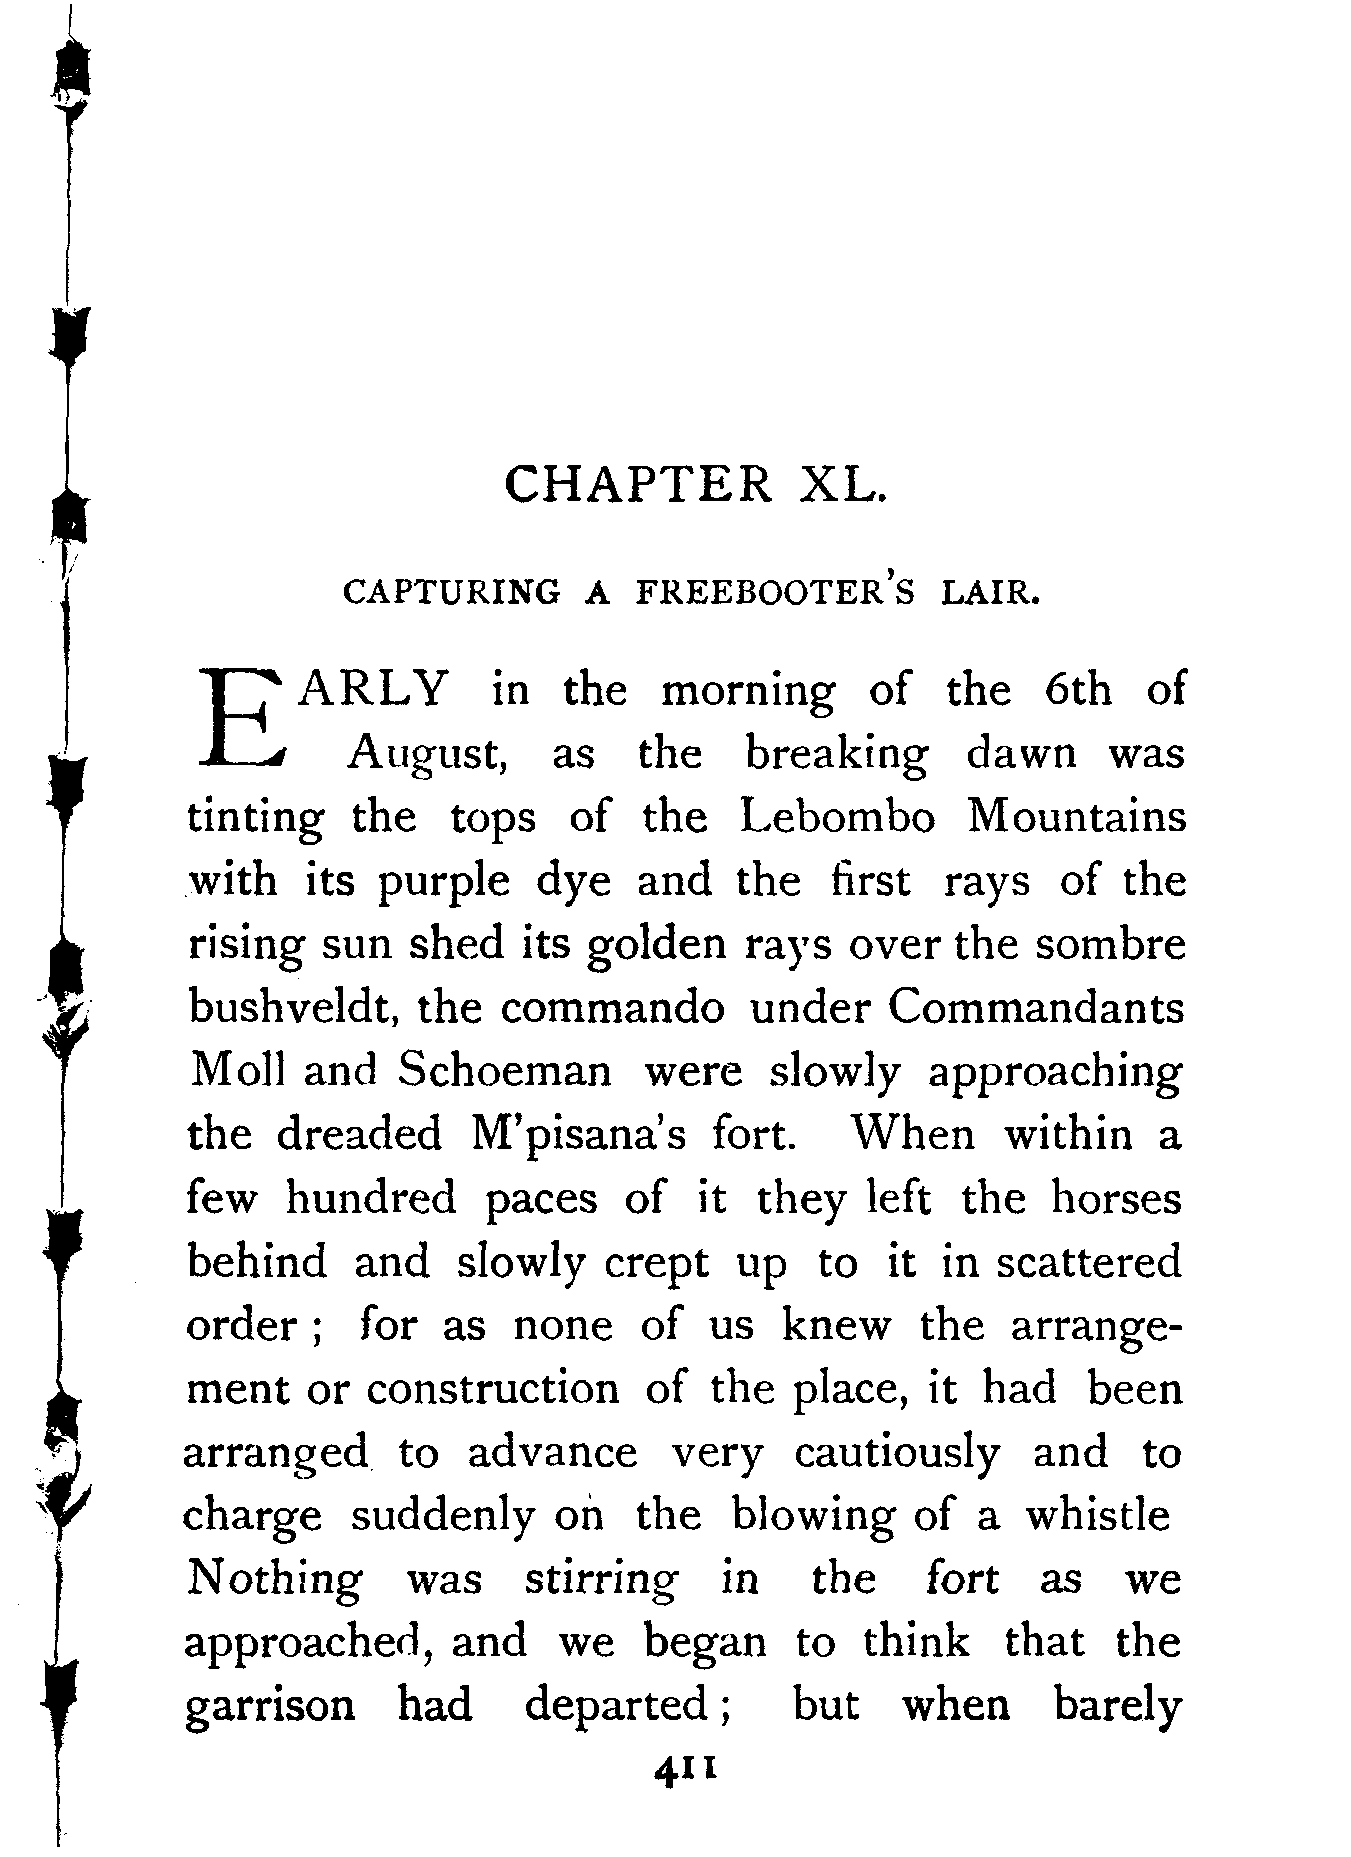 CHAPTER XL.
CAPTURING A FREEBOOTER'S LAIR.
EARLY in the morning of the 6th of
August, as the breaking dawn was
tinting the tops of the Lebombo Mountains
with its purple dye and the first rays of the
rising sun shed its golden rays over the sombre
bushveldt, the commando under Commandants
Moll and Schoeman were slowly approaching
the dreaded M'pisana's fort. When within a
few hundred paces of it they left the horses
behind and slowly crept up to it in scattered
order ; for as none of us knew the arrange-
ment or construction of the place, it had been
arranged to advance very cautiously and to
charge suddenly on the blowing of a whistle
Nothing was stirring in the fort as we
approached, and we began to think that the
garrison had departed ; but when barely
411